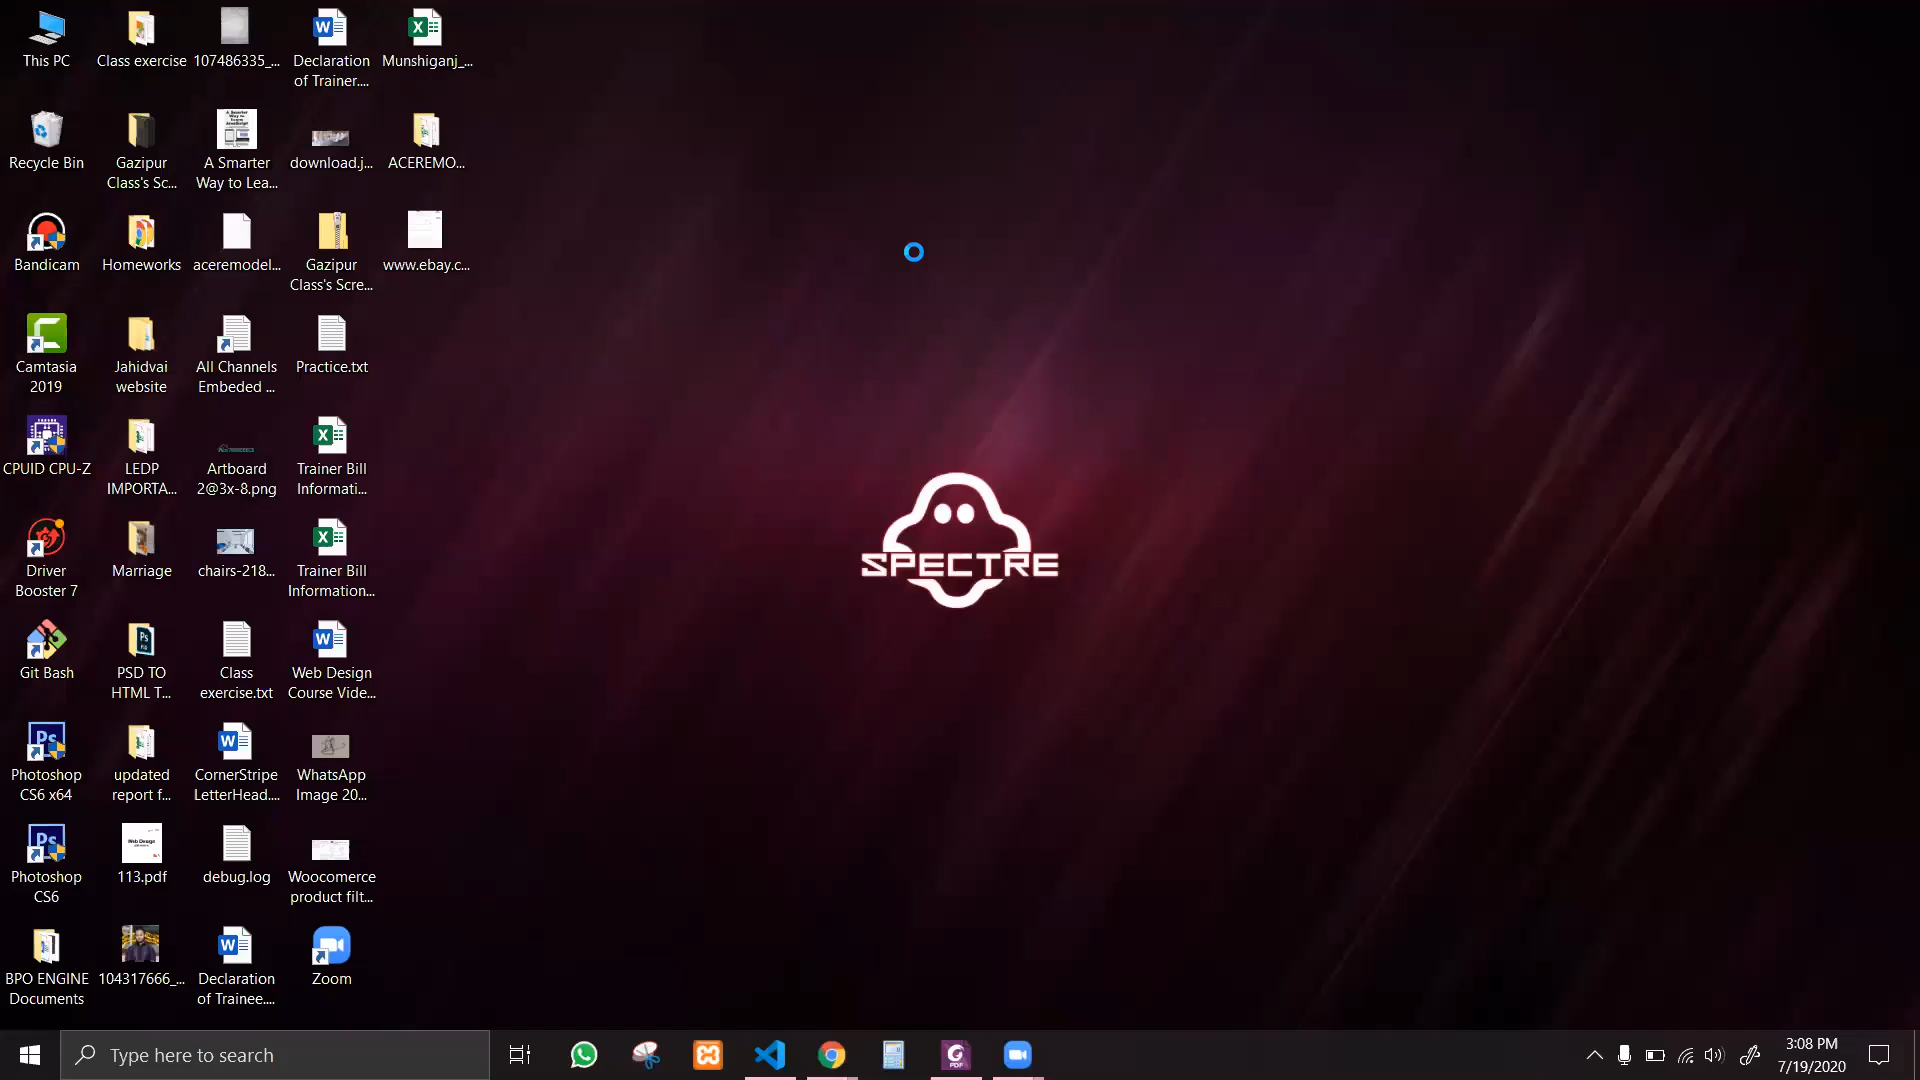 This PC
Class exercise
107486335_...
Declaration
of Trainer....
Munshiganj_...
Recycle Bin
Gazipur
Class's Sc...
A Smarter
Way to Lea...
download.j...
ACEREMO...
Bandicam
Homeworks
aceremodel...
Gazipur
Class's Scre...
www.ebay.c...
Camtasia
2019
Jahidvai
website
All Channels
Embeded ...
Practice.txt
CPUID CPU-Z
LEDP
IMPORTA...
Artboard
2@3x-8.png
Trainer Bill
Informati...
Driver
Booster 7
Marriage
chairs-218...
Trainer Bill
Information...
SPECTRE
Git Bash
PSD TO
HTML T...
Class
exercise.txt
Web Design
Course Vide...
Photoshop
CS6 x64
updated
report f...
CornerStripe
LetterHead....
WhatsApp
Image 20...
Photoshop
CS6
113.pdf
debug.log
Woocomerce
product filt...
BPO ENGINE
Documents
104317666_...
Declaration
of Trainee....
Zoom
Type here to search
3:08 PM
7/19/2020